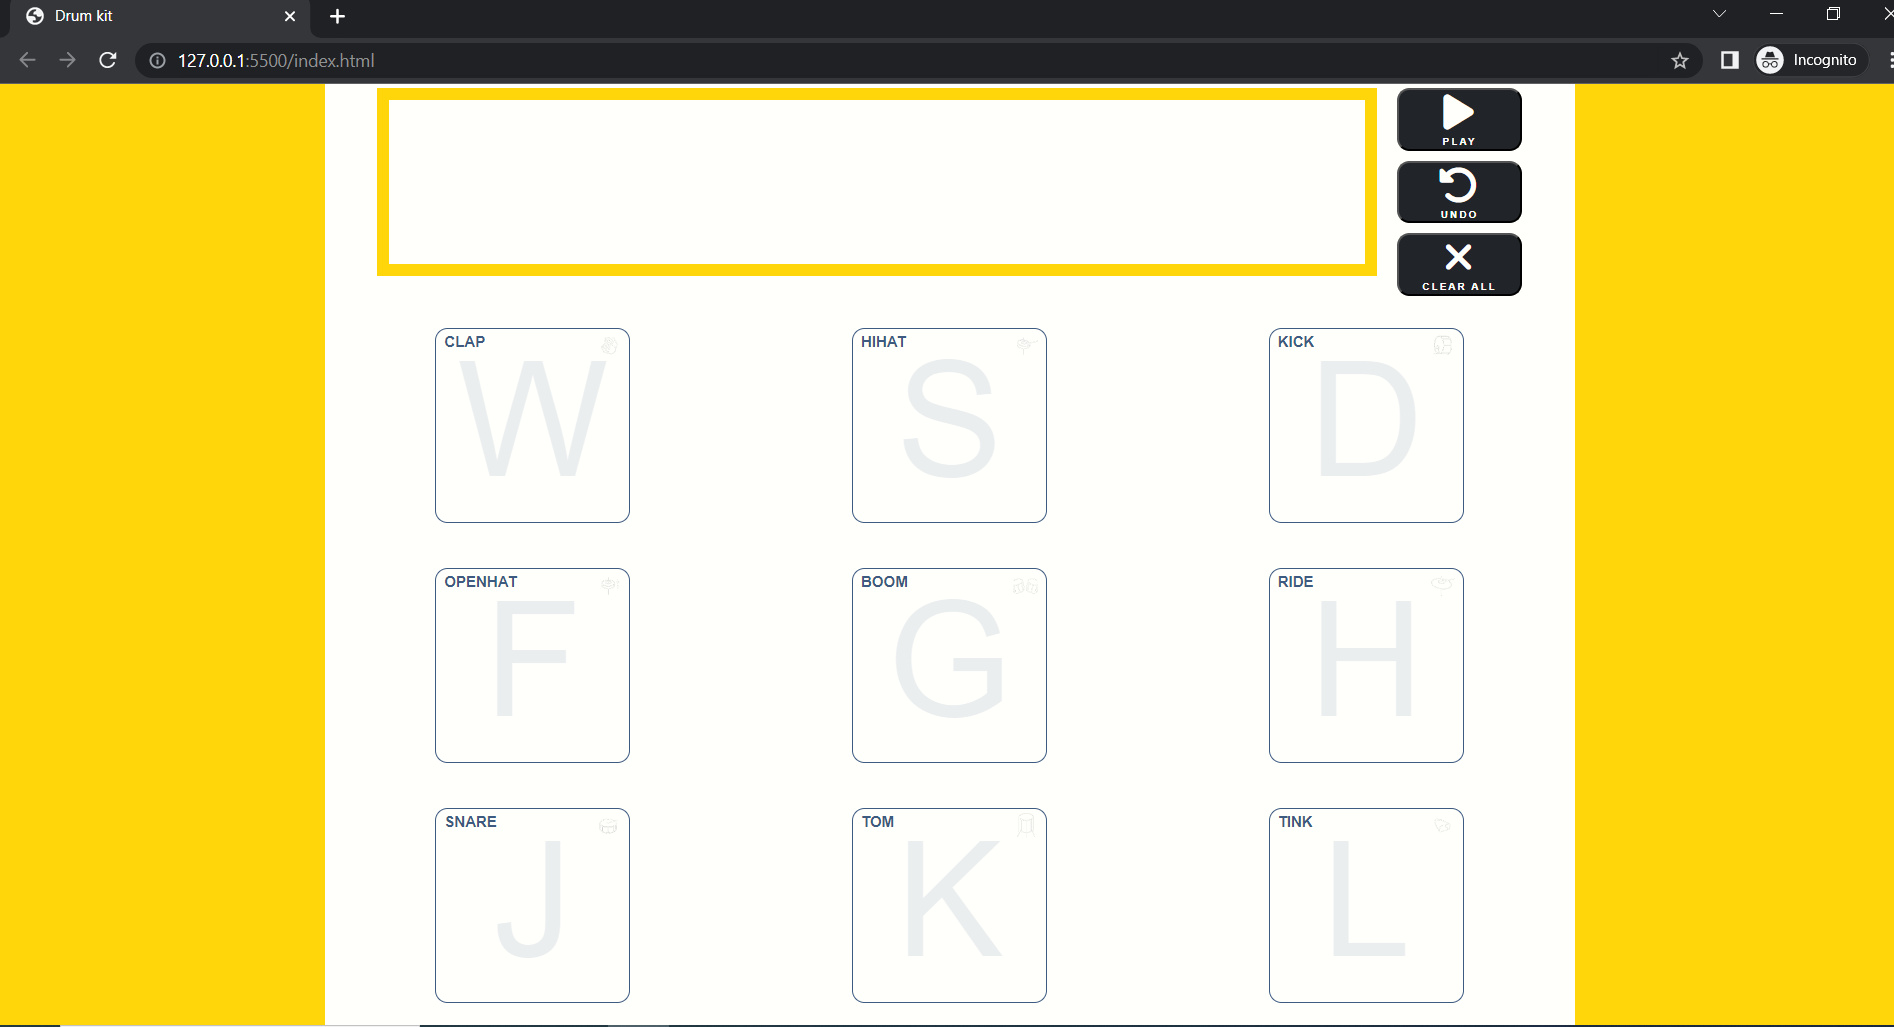 Drum kit
127.0.0.1:5500/index.html
Incognito
PLAY
UNDO
CLEAR ALL
CLAP
W
HIHAT
S
KICK
D
OPENHAT
F
BOOM
G
RIDE
H
SNARE
J
TOM
K
TINK
L